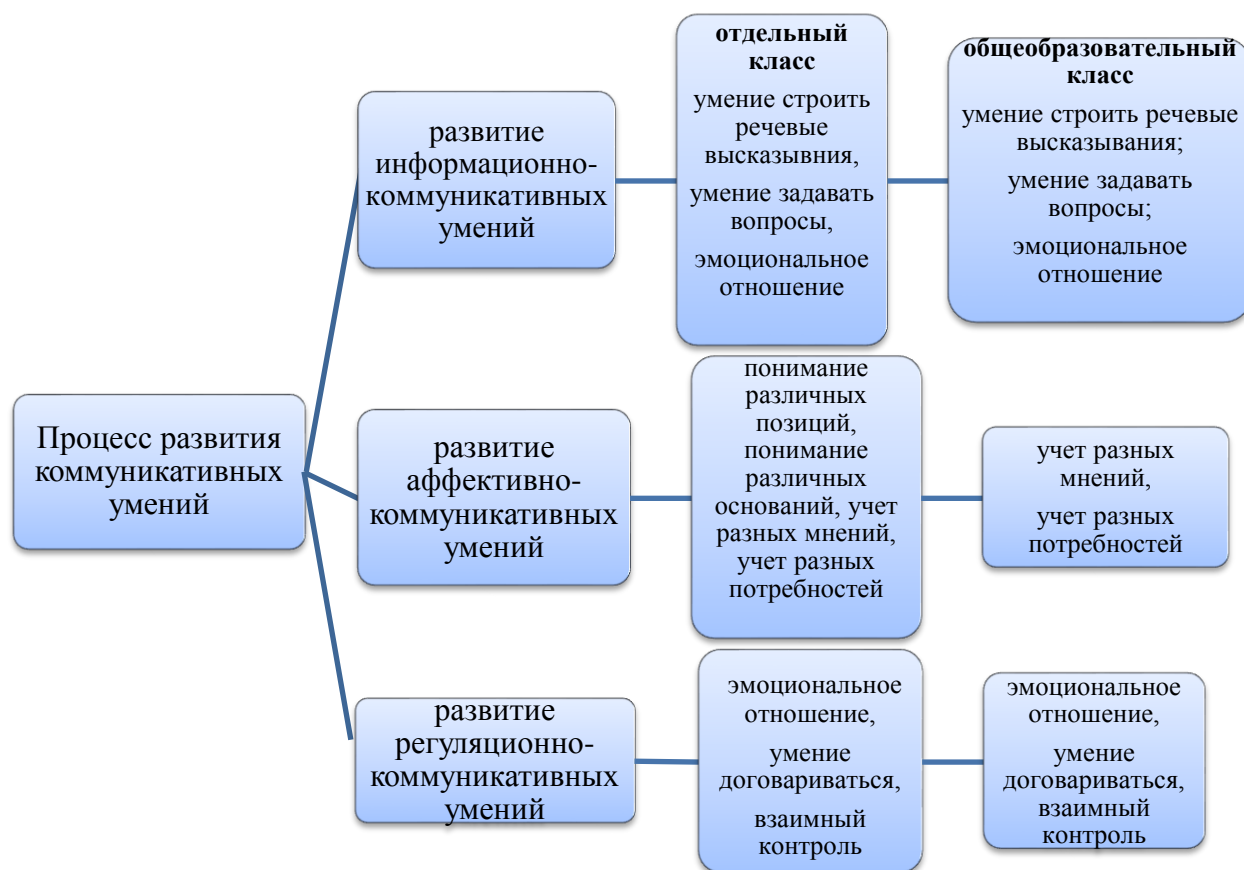 Процесс развития
коммуникативных
умений
развитие
информационно-
коммуникативных
умений
отдельный
класс
умение строить
речевые
высказывния,
умение задавать
вопросы,
эмоциональное
отношение
общеобразовательный
класс
умение строить речевые
высказывания;
умение задавать
вопросы;
эмоциональное
отношение
развитие
аффективно-
коммуникативных
умений
понимание
различных
позиций,
понимание
различных
оснований, учет
разных мнений,
учет разных
потребностей
учет разных
мнений,
учет разных
потребностей
развитие
регуляционно-
коммуникативных
умений
эмоциональное
отношение,
умение
договариваться,
взаимный
контроль
эмоциональное
отношение,
умение
договариваться,
взаимный
контроль